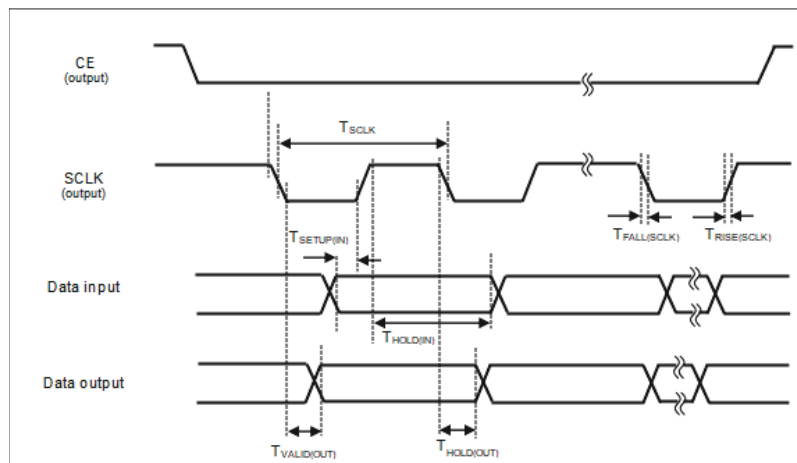 CE
(output)
TSCLK
SCLK
(output)
TSETUP(IN)
TFALL(SCLK)
TRISE(SCLK)
Data input
THOLD(IN)
Data output
TVALID(OUT)
THOLD(OUT)